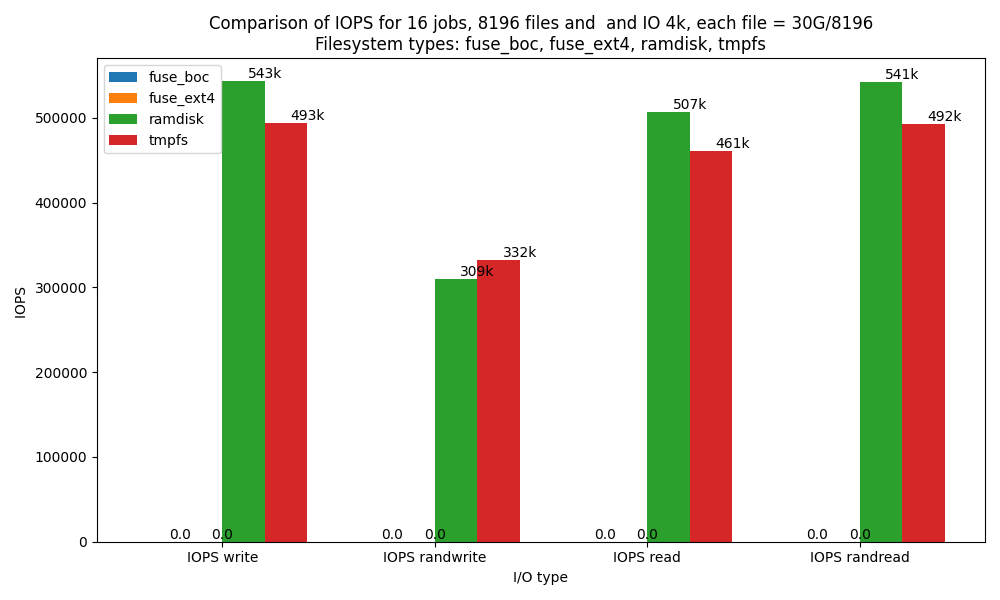 Comparison of IOPS for 16 jobs, 8196 files and  and IO 4k, each file = 30G/8196
Filesystem types: fuse_boc, fuse_ext4, ramdisk, tmpfs
fuse_boc
fuse_ext4
ramdisk
tmpfs
543k
493k
309k
332k
507k
461k
541k
492k
0.0
0.0
0.0
0.0
0.0
0.0
0.0
0.0
IOPS
500000
400000
300000
200000
100000
0
IOPS write
IOPS randwrite
IOPS read
IOPS randread
I/O type